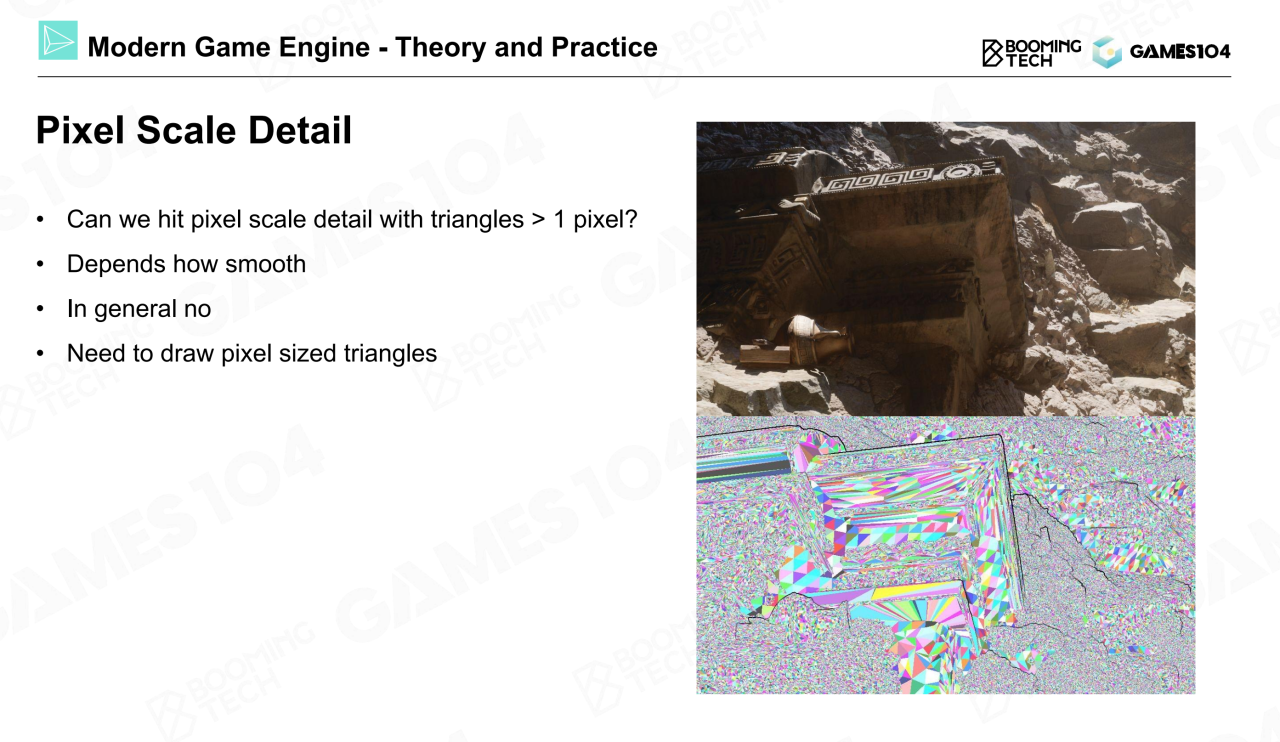 Modern Game Engine - Theory and Practice
BOOMING
TECH
GAMES104
Pixel Scale Detail
• Can we hit pixel scale detail with triangles > 1 pixel?
• Depends how smooth
• In general no
• Need to draw pixel sized triangles